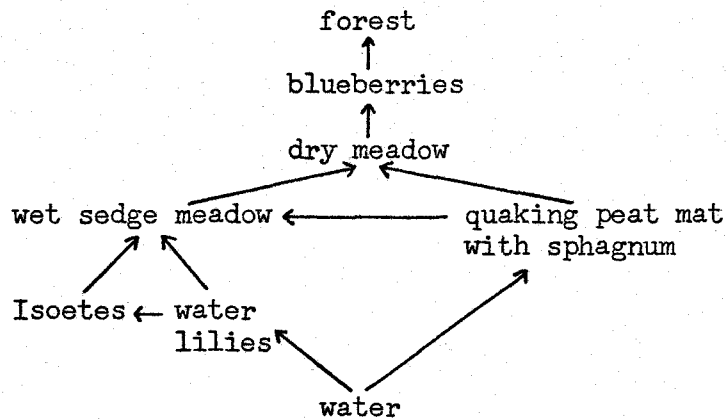 forest
blueberries
dry meadow
wet sedge meadow
quaking peat mat
with sphagnum
Isoetes
water
lilies
water